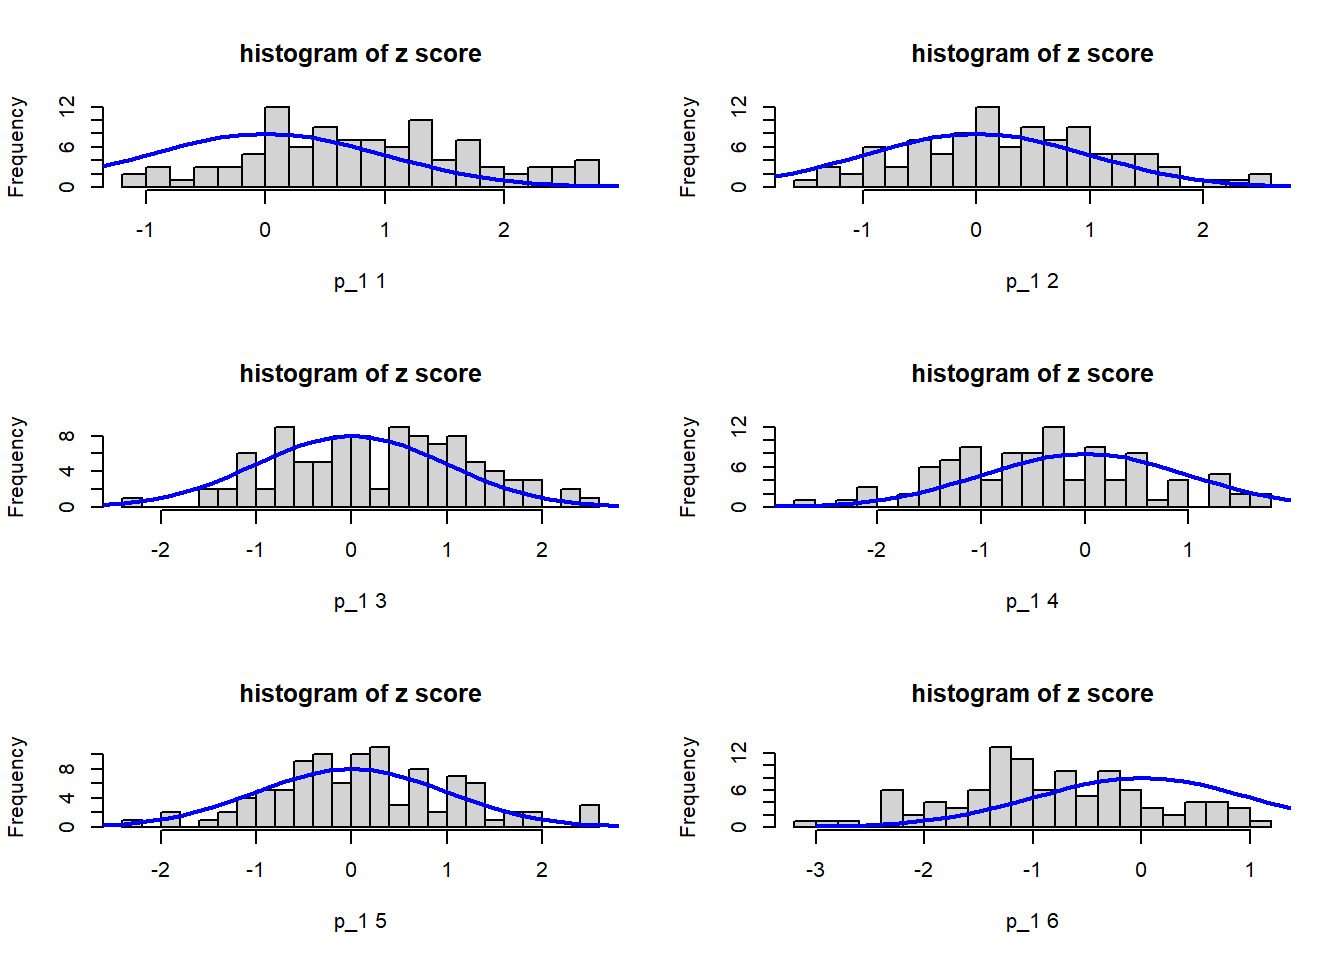 histogram of z score
Frequency
0 6 12
-1 0 1 2
p_1 1
histogram of z score
Frequency
0 6 12
-1 0 1 2
p_1 2
histogram of z score
Frequency
0 4 8
-2 -1 0 1 2
p_1 3
histogram of z score
Frequency
0 6 12
-2 -1 0 1
p_1 4
histogram of z score
Frequency
0 4 8
-2 -1 0 1 2
p_1 5
histogram of z score
Frequency
0 6 12
-3 -2 -1 0 1
p_1 6